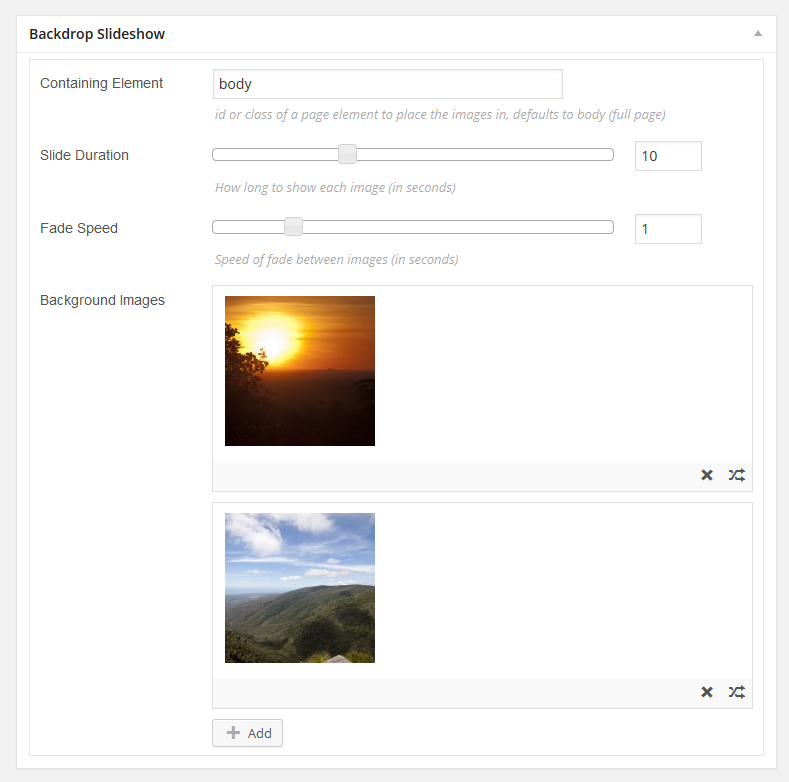 Backdrop Slideshow
Containing Element
body
id or class of a page element to place the images in, defaults to body (full page)
Slide Duration
10
How long to show each image (in seconds)
Fade Speed
1
Speed of fade between images (in seconds)
Background Images
Add